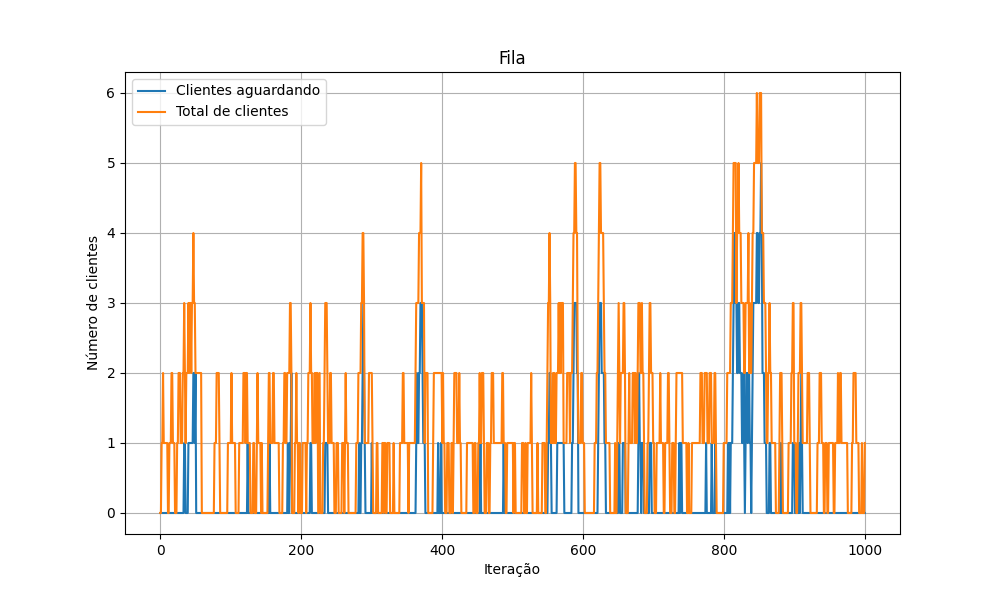 Fila
Clientes aguardando
Total de clientes
Número de clientes
6
5
4
3
2
1
0
0 200 400 600 800 1000
Iteração